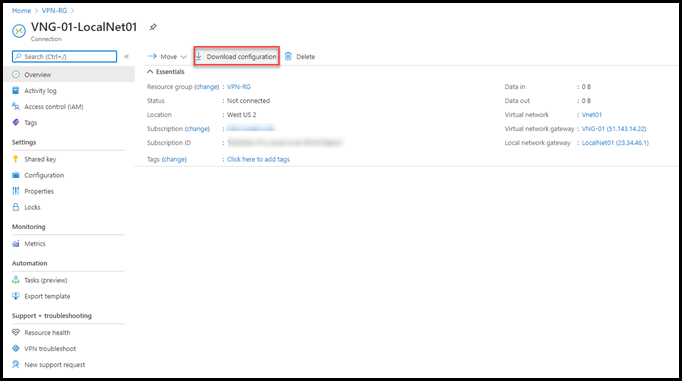 Home > VPN-RG >
VNG-01-LocalNet01
Connection
Search (Ctrl+/)
«
Overview
Activity log
Access control (IAM)
Tags
Settings
Shared key
Configuration
Properties
Locks
Monitoring
Metrics
Automation
Tasks (preview)
Export template
Support + troubleshooting
Resource health
VPN troubleshoot
New support request
Move
Download configuration
Delete
Essentials
Resource group (change) : VPN-RG
Status : Not connected
Location : West US 2
Subscription (change) :
Subscription ID :
Tags (change) : Click here to add tags
Data in : 0 B
Data out : 0 B
Virtual network : Vnet01
Virtual network gateway : VNG-01 (51.143.14.22)
Local network gateway : LocalNet01 (23.34.46.1)